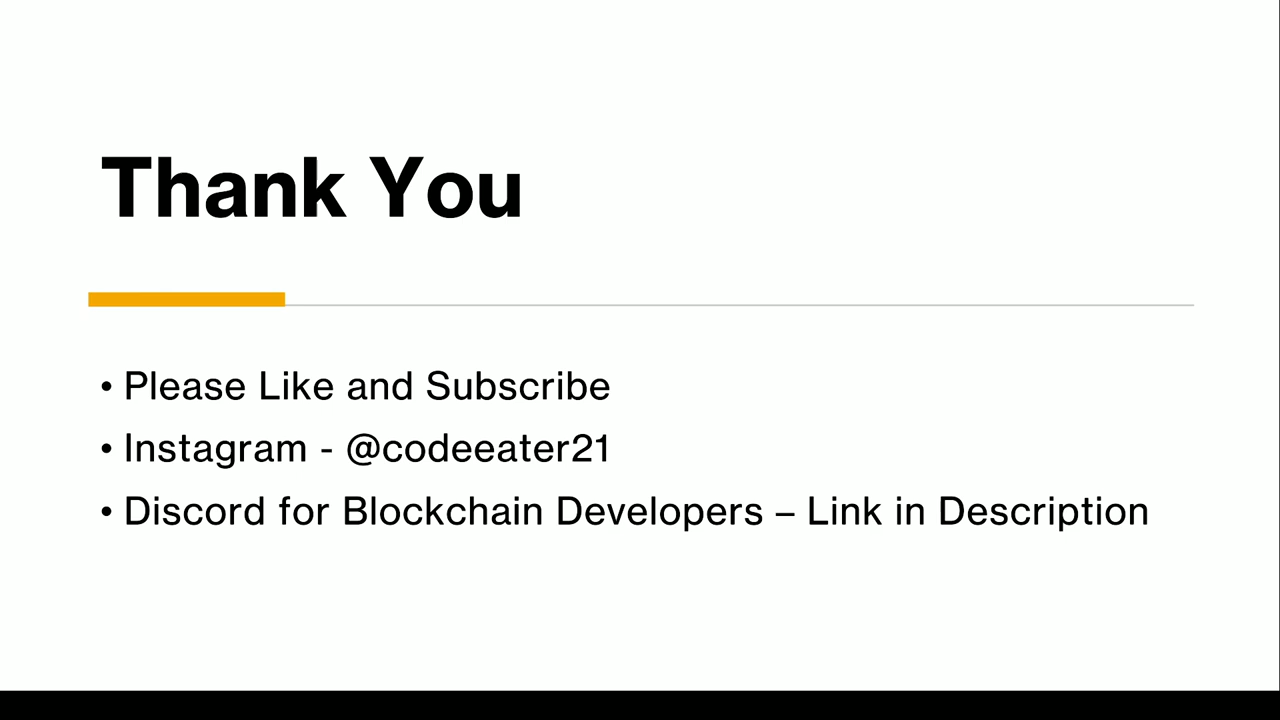 Thank You
• Please Like and Subscribe
• Instagram - @codeeater21
• Discord for Blockchain Developers – Link in Description